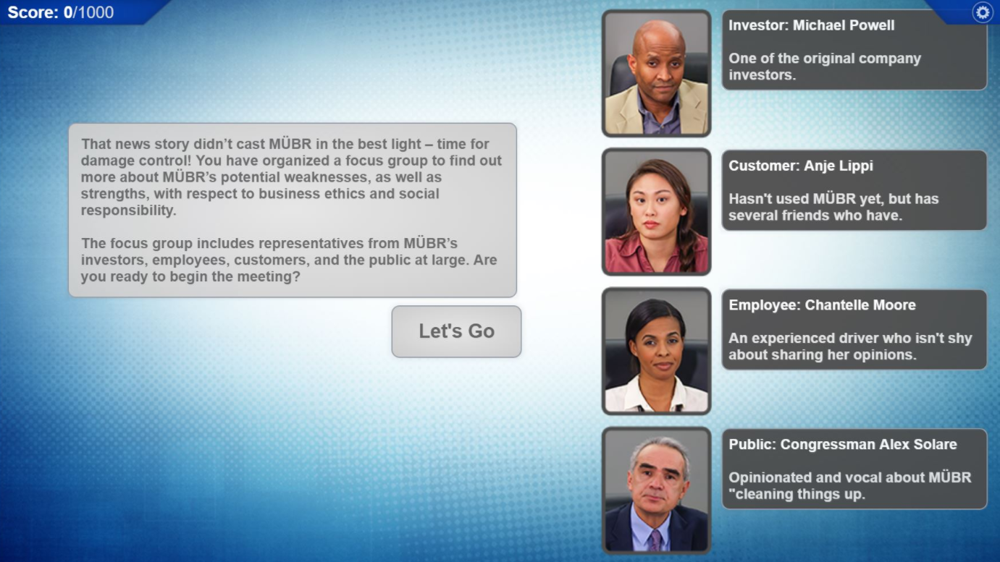 Score: 0/1000
That news story didn’t cast MÜBR in the best light – time for
damage control! You have organized a focus group to find out
more about MÜBR’s potential weaknesses, as well as
strengths, with respect to business ethics and social
responsibility.
The focus group includes representatives from MÜBR’s
investors, employees, customers, and the public at large. Are
you ready to begin the meeting?
Let's Go
Investor: Michael Powell
One of the original company
investors.
Customer: Anje Lippi
Hasn't used MÜBR yet, but has
several friends who have.
Employee: Chantelle Moore
An experienced driver who isn't shy
about sharing her opinions.
Public: Congressman Alex Solare
Opinionated and vocal about MÜBR
"cleaning things up.